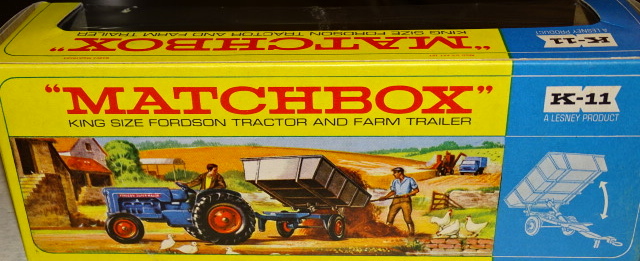 "MATCHBOX"
KING SIZE FORDSON TRACTOR AND FARM TRAILER
K-11
A LESNEY PRODUCT
"MATCHBOX"
KING SIZE FORDSON TRACTOR AND FARM TRAILER
K-11
A LESNEY PRODUCT